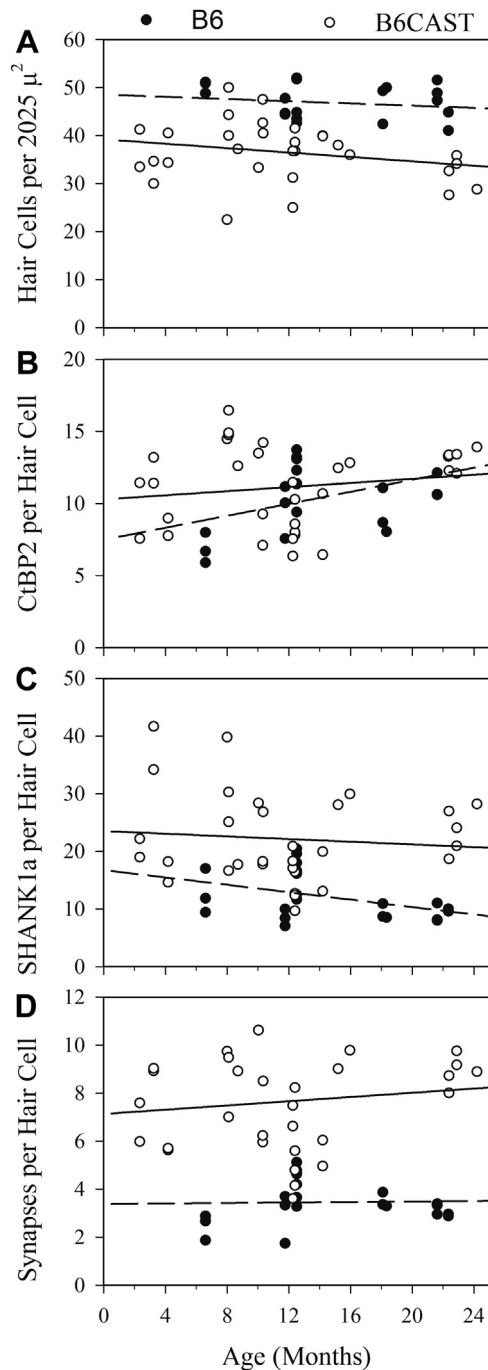 B6 B6CAST
A
Hair Cells per 2025 μ²
60
50
40
30
20
10
0
B
CtBP2 per Hair Cell
20
15
10
5
0
C
SHANK1a per Hair Cell
50
40
30
20
10
0
D
Synapses per Hair Cell
12
10
8
6
4
2
0
0 4 8 12 16 20 24
Age (Months)